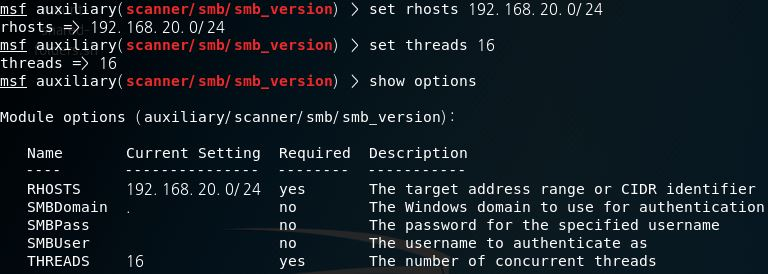 msf auxiliary(scanner/smb/smb_version) > set rhosts 192.168.20.0/24
rhosts => 192.168.20.0/24
msf auxiliary(scanner/smb/smb_version) > set threads 16
threads => 16
msf auxiliary(scanner/smb/smb_version) > show options
Module options (auxiliary/scanner/smb/smb_version):
Name Current Setting Required Description
---- --------------- -------- -----------
RHOSTS 192.168.20.0/24 yes The target address range or CIDR identifier
SMBDomain . no The Windows domain to use for authentication
SMBPass no The password for the specified username
SMBUser no The username to authenticate as
THREADS 16 yes The number of concurrent threads